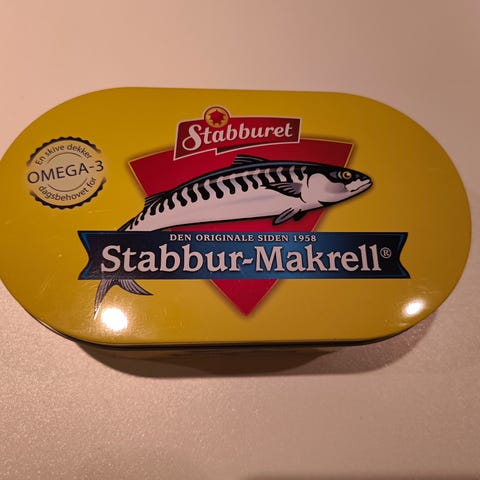 Stabburet
En skive dekker
OMEGA-3
dagsbehovet for
DEN ORIGINALE SIDEN 1958
Stabbur-Makrell®